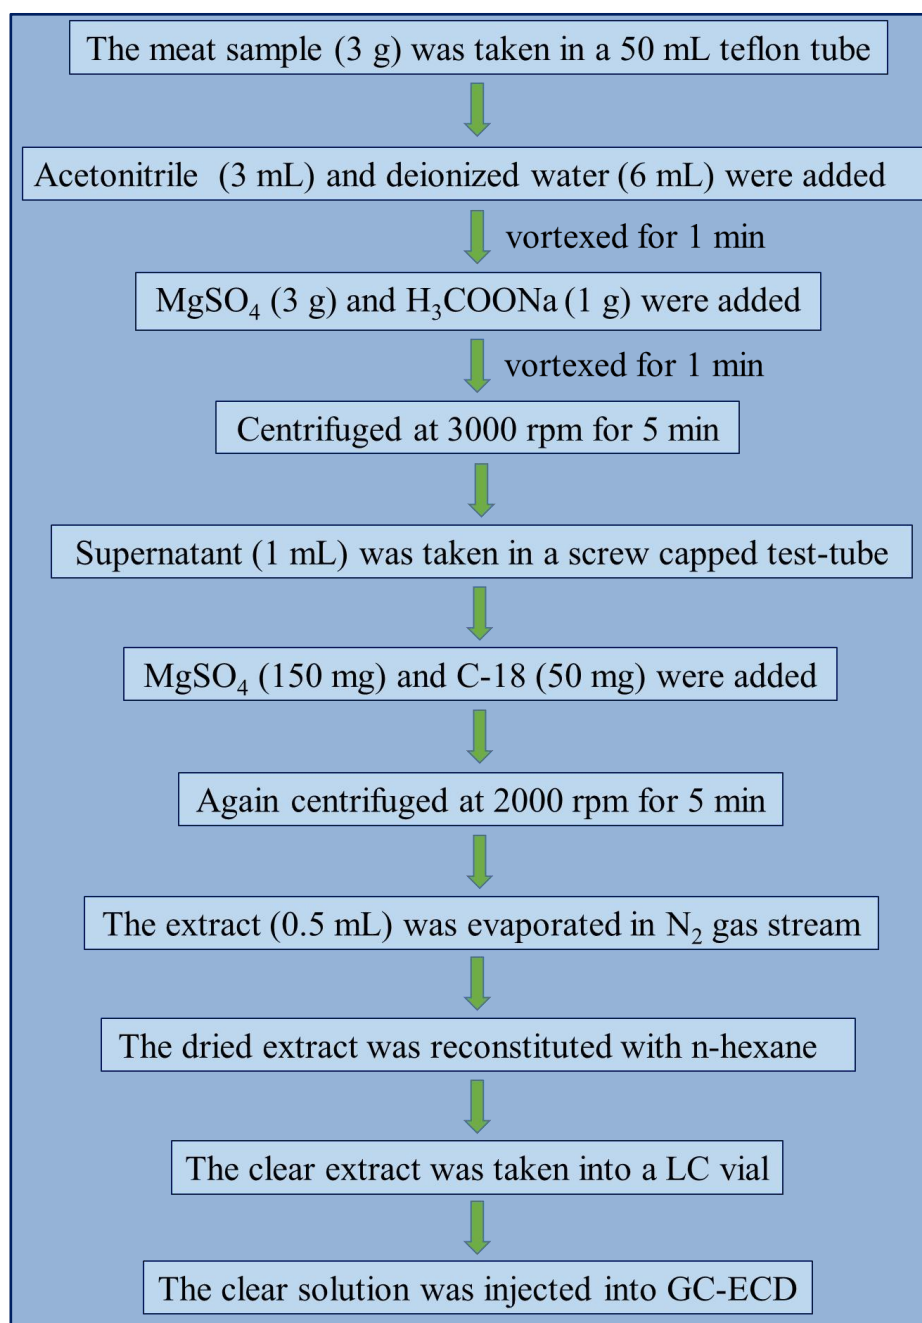 The meat sample (3 g) was taken in a 50 mL teflon tube
Acetonitrile (3 mL) and deionized water (6 mL) were added
vortexed for 1 min
MgSO₄ (3 g) and H₃COONa (1 g) were added
vortexed for 1 min
Centrifuged at 3000 rpm for 5 min
Supernatant (1 mL) was taken in a screw capped test-tube
MgSO₄ (150 mg) and C-18 (50 mg) were added
Again centrifuged at 2000 rpm for 5 min
The extract (0.5 mL) was evaporated in N₂ gas stream
The dried extract was reconstituted with n-hexane
The clear extract was taken into a LC vial
The clear solution was injected into GC-ECD